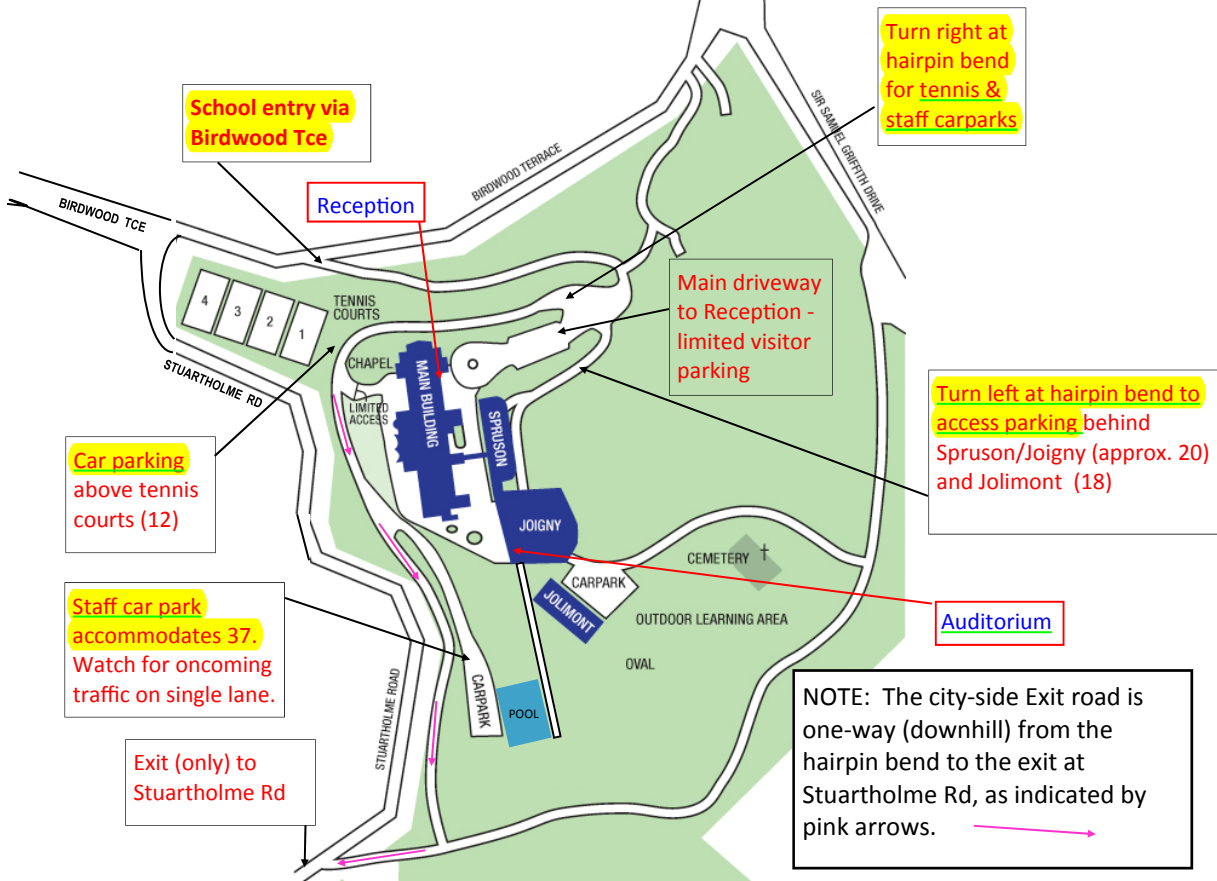 Turn right at
hairpin bend
for tennis &
staff carparks
School entry via
Birdwood Tce
Reception
BIRDWOOD TERRACE
SIR SAMUEL GRIFFITH DRIVE
BIRDWOOD TCE
Main driveway
to Reception -
limited visitor
parking
4
3
2
1
TENNIS
COURTS
STUARTHOLME RD
CHAPEL
MAIN BUILDING
LIMITED
ACCESS
SPRUSON
Turn left at hairpin bend to
access parking behind
Spruson/Joigny (approx. 20)
and Jolimont (18)
Car parking
above tennis
courts (12)
JOIGNY
CEMETERY
CARPARK
JOLIMONT
OUTDOOR LEARNING AREA
OVAL
Auditorium
Staff car park
accommodates 37.
Watch for oncoming
traffic on single lane.
STUARTHOLME ROAD
CARPARK
POOL
Exit (only) to
Stuartholme Rd
NOTE: The city-side Exit road is
one-way (downhill) from the
hairpin bend to the exit at
Stuartholme Rd, as indicated by
pink arrows.